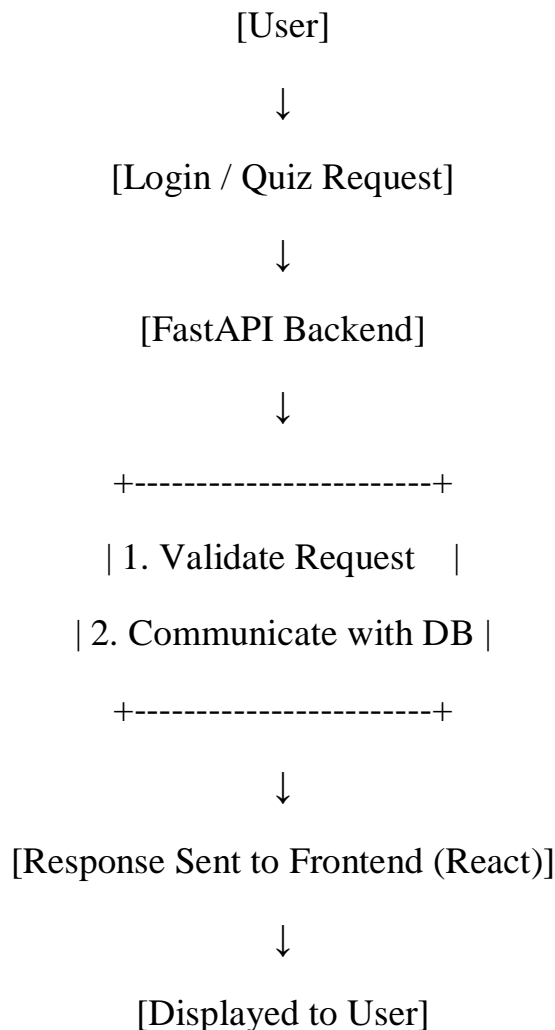 [User]
↓
[Login / Quiz Request]
↓
[FastAPI Backend]
↓
+------------------------+
| 1. Validate Request    |
| 2. Communicate with DB |
+------------------------+
↓
[Response Sent to Frontend (React)]
↓
[Displayed to User]